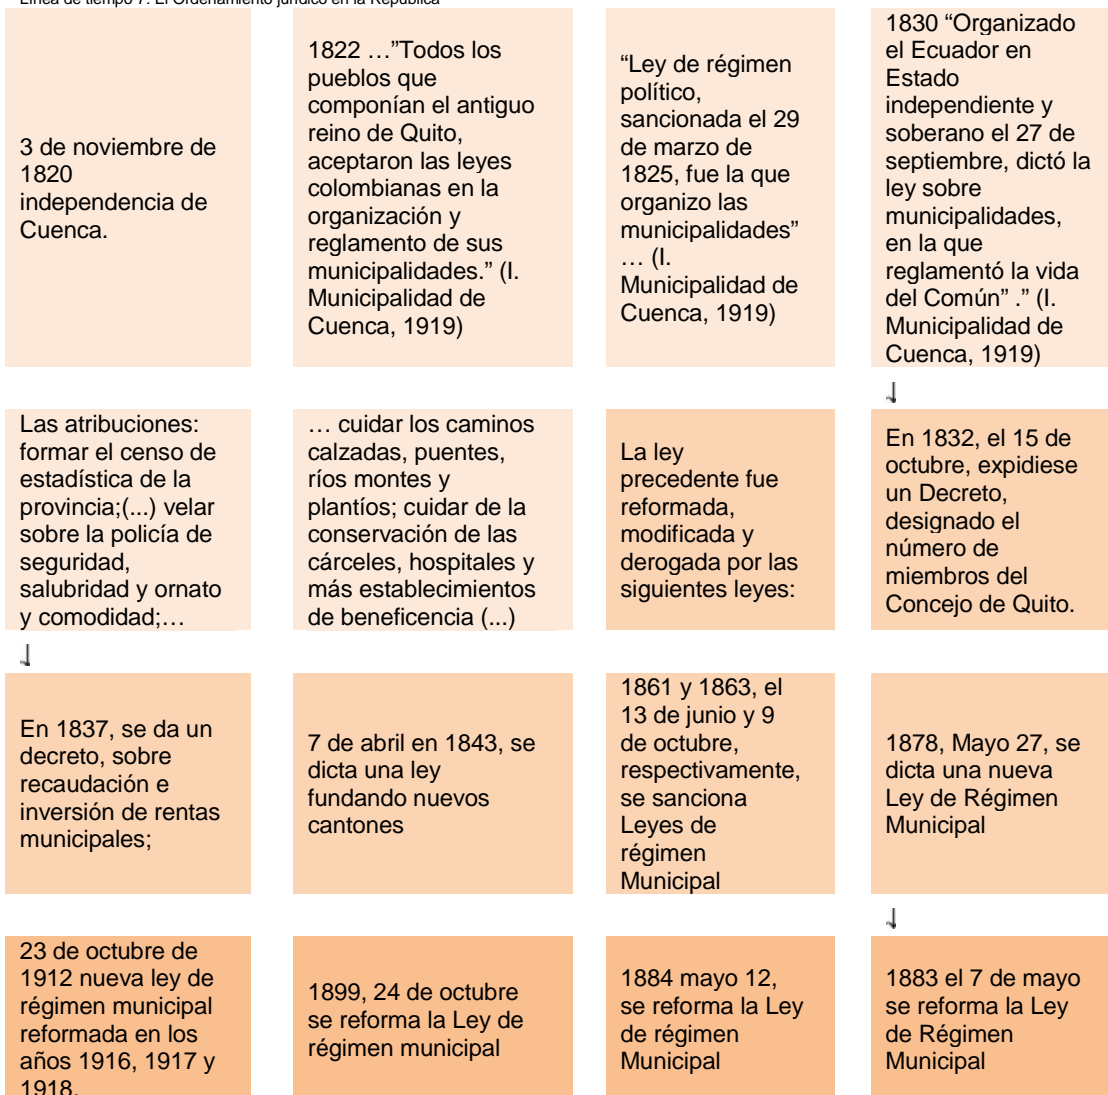 Línea de tiempo 7. El Ordenamiento jurídico en la República
3 de noviembre de
1820
independencia de
Cuenca.
1822 …”Todos los
pueblos que
componían el antiguo
reino de Quito,
aceptaron las leyes
colombianas en la
organización y
reglamento de sus
municipalidades.” (I.
Municipalidad de
Cuenca, 1919)
“Ley de régimen
político,
sancionada el 29
de marzo de
1825, fue la que
organizo las
municipalidades”
… (I.
Municipalidad de
Cuenca, 1919)
1830 “Organizado
el Ecuador en
Estado
independiente y
soberano el 27 de
septiembre, dictó la
ley sobre
municipalidades,
en la que
reglamentó la vida
del Común” .” (I.
Municipalidad de
Cuenca, 1919)
Las atribuciones:
formar el censo de
estadística de la
provincia;(...) velar
sobre la policía de
seguridad,
salubridad y ornato
y comodidad;…
… cuidar los caminos
calzadas, puentes,
ríos montes y
plantíos; cuidar de la
conservación de las
cárceles, hospitales y
más establecimientos
de beneficencia (...)
La ley
precedente fue
reformada,
modificada y
derogada por las
siguientes leyes:
En 1832, el 15 de
octubre, expidiese
un Decreto,
designado el
número de
miembros del
Concejo de Quito.
En 1837, se da un
decreto, sobre
recaudación e
inversión de rentas
municipales;
7 de abril en 1843, se
dicta una ley
fundando nuevos
cantones
1861 y 1863, el
13 de junio y 9
de octubre,
respectivamente,
se sanciona
Leyes de
régimen
Municipal
1878, Mayo 27, se
dicta una nueva
Ley de Régimen
Municipal
1883 el 7 de mayo
se reforma la Ley
de Régimen
Municipal
1884 mayo 12,
se reforma la Ley
de régimen
Municipal
1899, 24 de octubre
se reforma la Ley de
régimen municipal
23 de octubre de
1912 nueva ley de
régimen municipal
reformada en los
años 1916, 1917 y
1918.